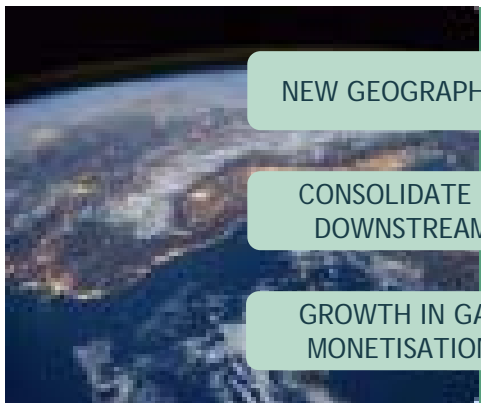 NEW GEOGRAPH
CONSOLIDATE
DOWNSTREAM
GROWTH IN GA
MONETISATION